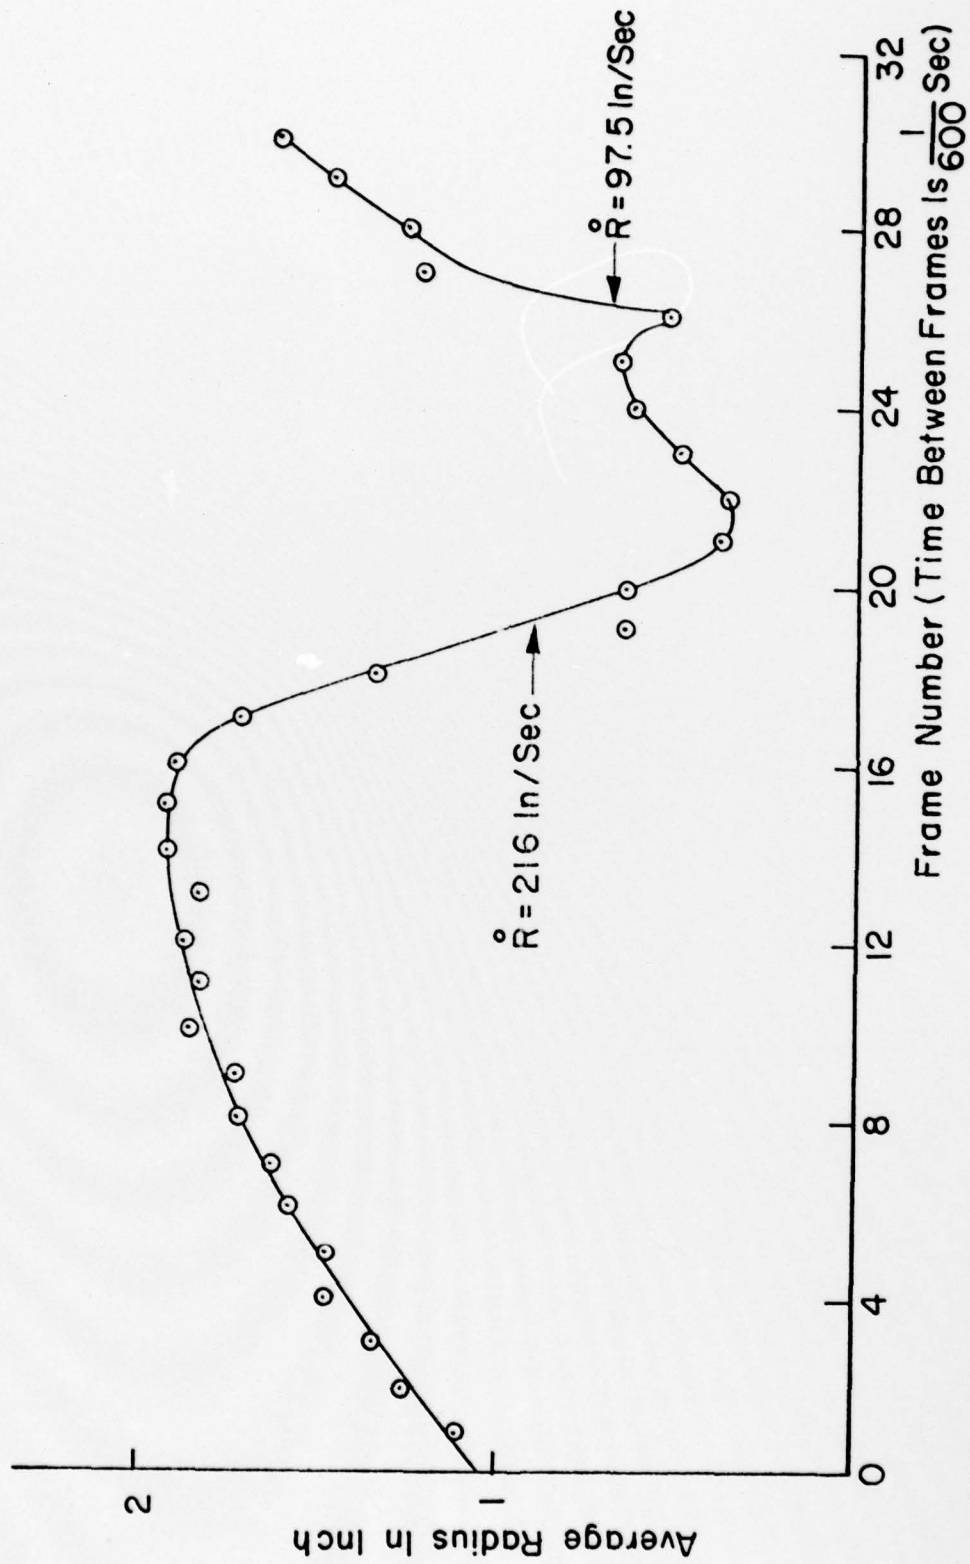 2
1
Average Radius In Inch
R̊ = 216 In/Sec
R̊ = 97.5 In/Sec
0 4 8 12 16 20 24 28 32
Frame Number (Time Between Frames Is 1/600 Sec)